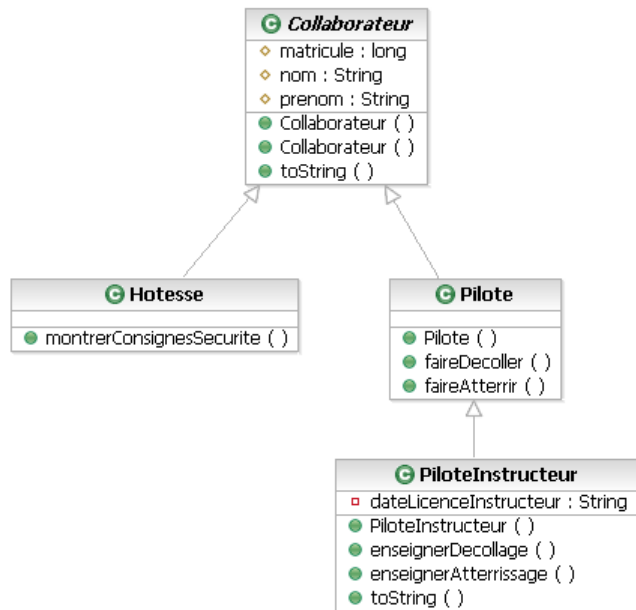 Collaborateur
matricule : long
nom : String
prenom : String
Collaborateur ( )
Collaborateur ( )
toString ( )
Hotesse
montrerConsignesSecurite ( )
Pilote
Pilote ( )
faireDecoller ( )
faireAtterrir ( )
PiloteInstructeur
dateLicenceInstructeur : String
PiloteInstructeur ( )
enseignerDecollage ( )
enseignerAtterrissage ( )
toString ( )